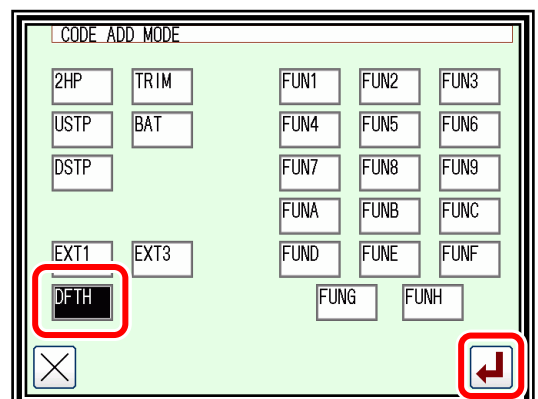 CODE ADD MODE
2HP TRIM FUN1 FUN2 FUN3
USTP BAT FUN4 FUN5 FUN6
DSTP FUN7 FUN8 FUN9
FUNA FUNB FUNC
EXT1 EXT3 FUND FUNE FUNF
DFTH FUNG FUNH